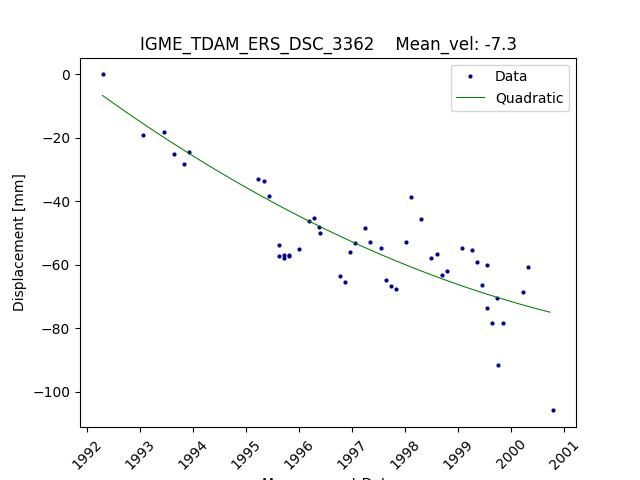 IGME_TDAM_ERS_DSC_3362    Mean_vel: -7.3
Data
Quadratic
Displacement [mm]
0
−20
−40
−60
−80
−100
1992 1993 1994 1995 1996 1997 1998 1999 2000 2001